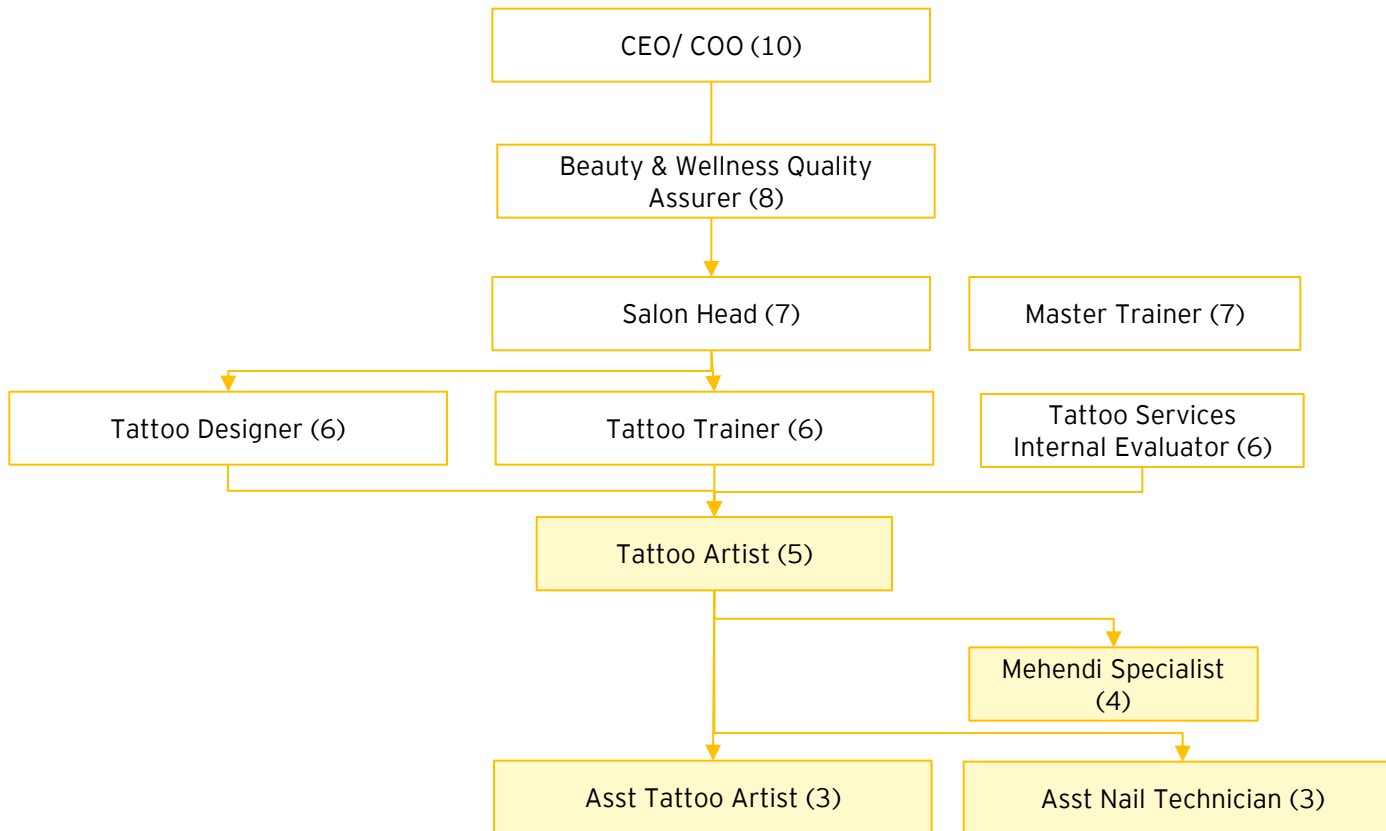 CEO/ COO (10)
Beauty & Wellness Quality
Assurer (8)
Salon Head (7)
Master Trainer (7)
Tattoo Designer (6)
Tattoo Trainer (6)
Tattoo Services
Internal Evaluator (6)
Tattoo Artist (5)
Mehendi Specialist
(4)
Asst Tattoo Artist (3)
Asst Nail Technician (3)